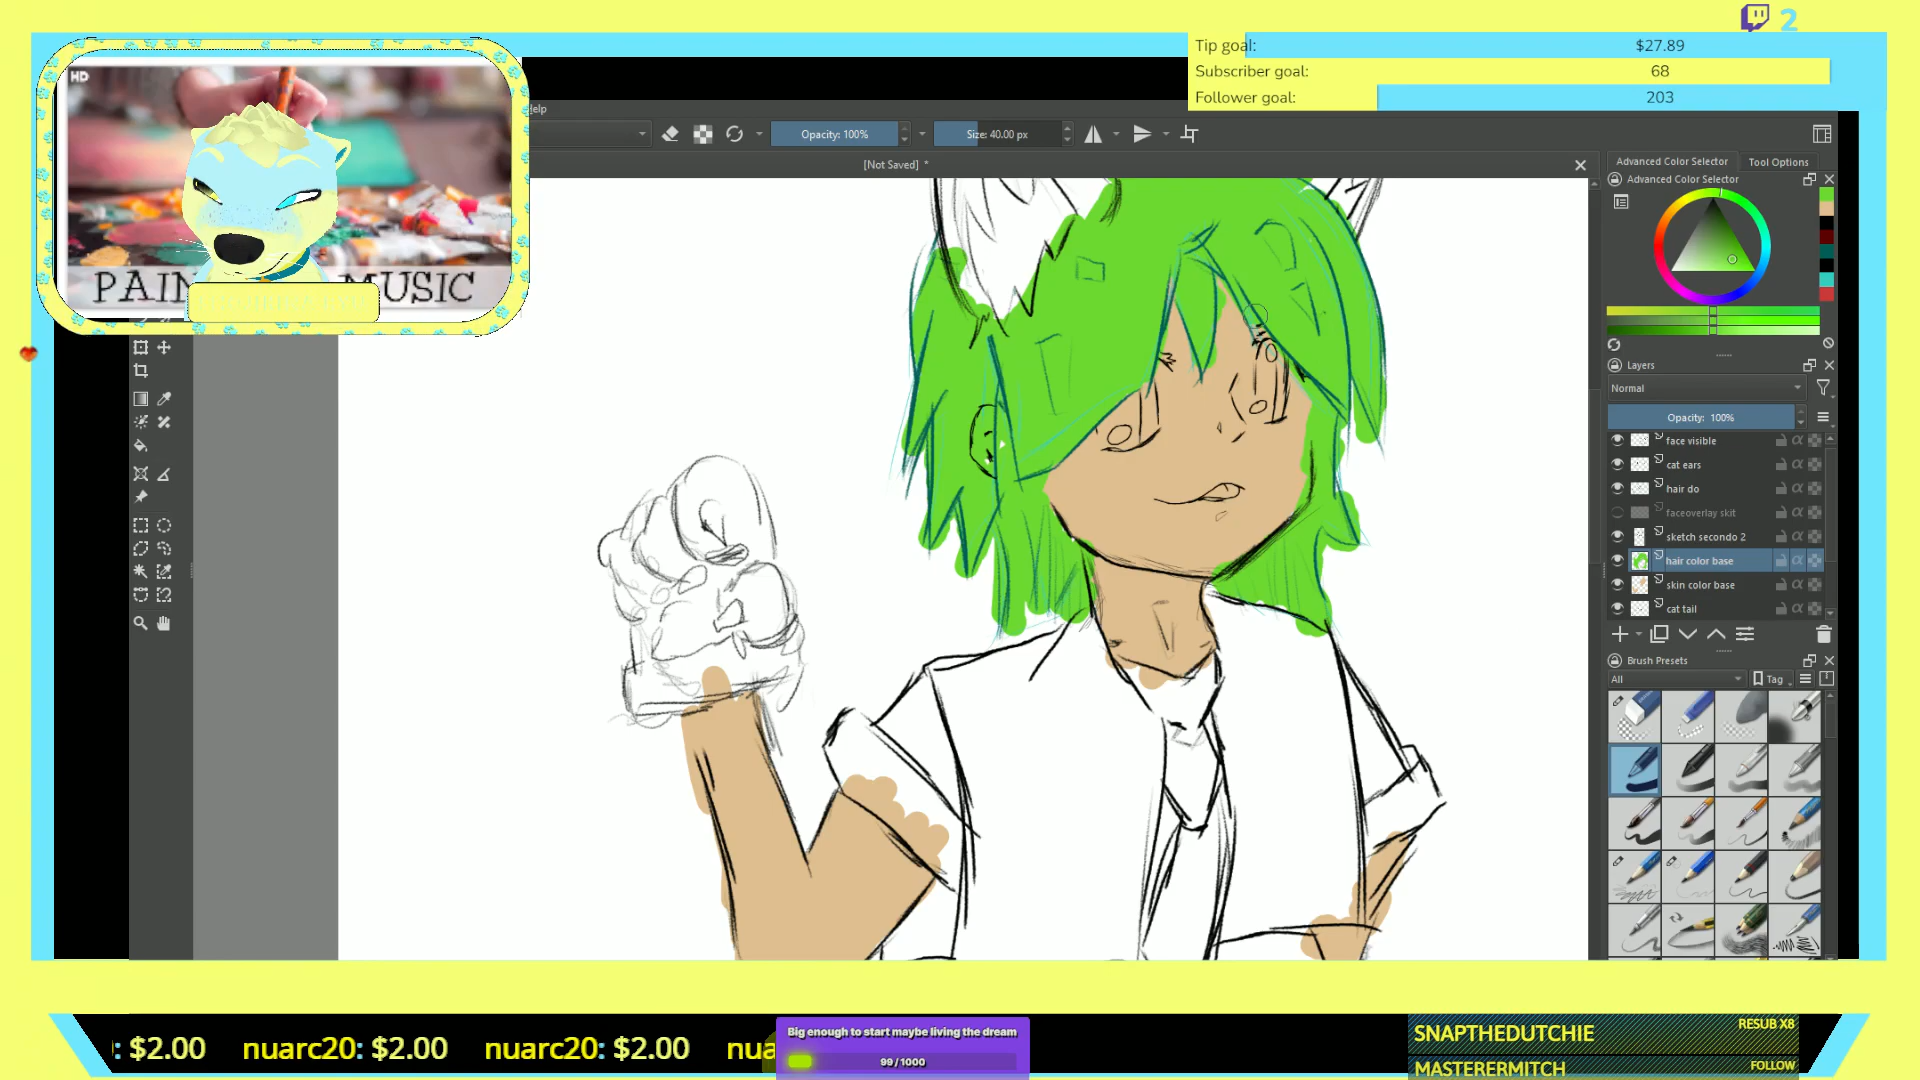 2
Tip goal: $27.89
Subscriber goal: 68
Follower goal: 203
HD
PAIN MUSIC
elp
Opacity: 100%
Size: 40.00 px
[Not Saved] *
Advanced Color Selector
Tool Options
Advanced Color Selector
Layers
Normal
Opacity: 100%
face visible
cat ears
hair do
faceoverlay skit
sketch secondo 2
hair color base
skin color base
cat tail
Brush Presets
All
Tag
: $2.00 nuarc20: $2.00 nuarc20: $2.00 nua
Big enough to start maybe living the dream
99 / 1000
SNAPTHEDUTCHIE RESUB X8
MASTERERMITCH FOLLOW